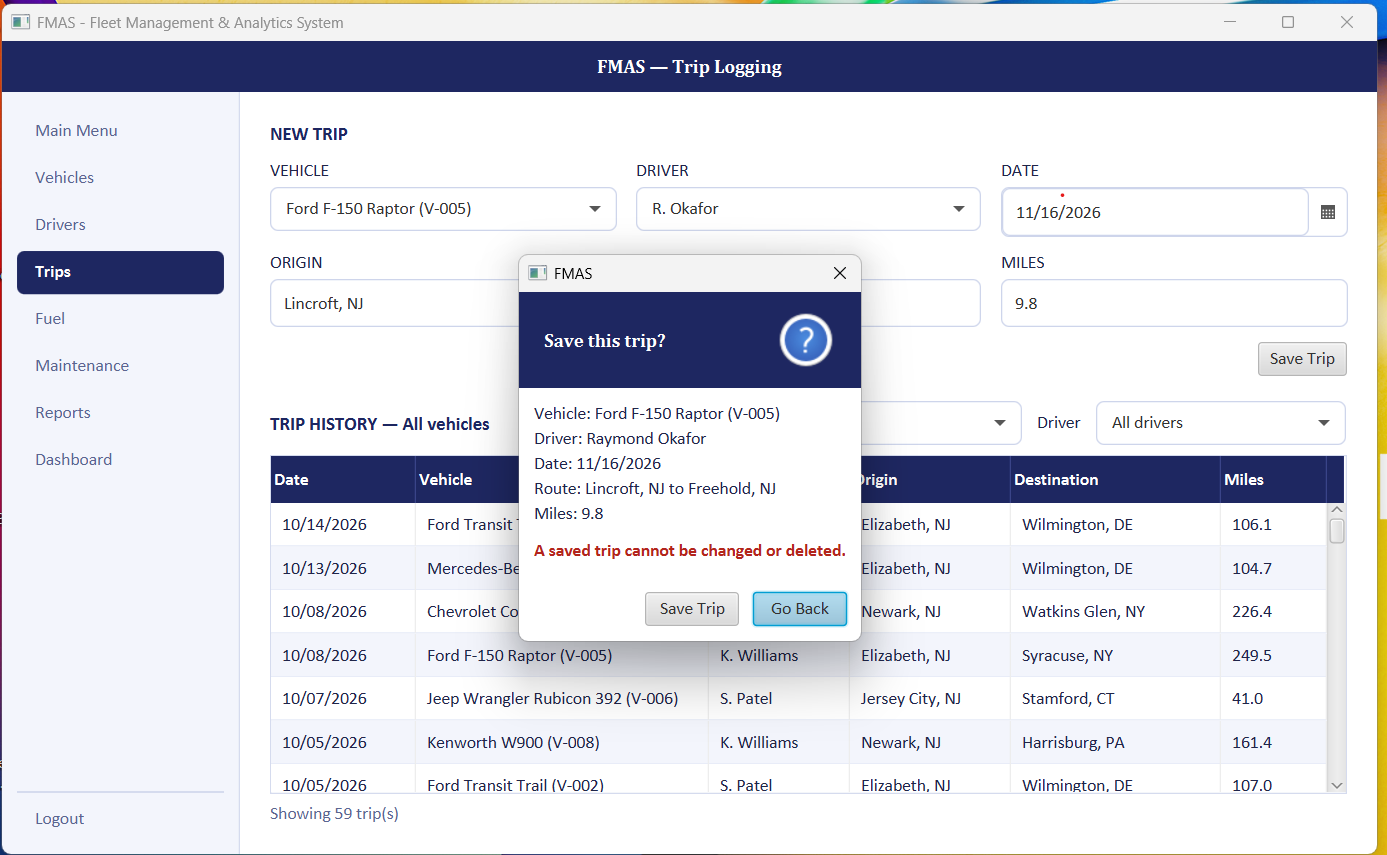 FMAS - Fleet Management & Analytics System
FMAS — Trip Logging
Main Menu
Vehicles
Drivers
Trips
Fuel
Maintenance
Reports
Dashboard
Logout
NEW TRIP
VEHICLE DRIVER DATE
Ford F-150 Raptor (V-005) R. Okafor 11/16/2026
ORIGIN MILES
Lincroft, NJ 9.8
Save Trip
FMAS
Save this trip?
?
Vehicle: Ford F-150 Raptor (V-005)
Driver: Raymond Okafor
Date: 11/16/2026
Route: Lincroft, NJ to Freehold, NJ
Miles: 9.8
A saved trip cannot be changed or deleted.
Save Trip Go Back
TRIP HISTORY — All vehicles Driver All drivers
Date Vehicle Origin Destination Miles
10/14/2026 Ford Transit Elizabeth, NJ Wilmington, DE 106.1
10/13/2026 Mercedes-Be Elizabeth, NJ Wilmington, DE 104.7
10/08/2026 Chevrolet Co Newark, NJ Watkins Glen, NY 226.4
10/08/2026 Ford F-150 Raptor (V-005) K. Williams Elizabeth, NJ Syracuse, NY 249.5
10/07/2026 Jeep Wrangler Rubicon 392 (V-006) S. Patel Jersey City, NJ Stamford, CT 41.0
10/05/2026 Kenworth W900 (V-008) K. Williams Newark, NJ Harrisburg, PA 161.4
10/05/2026 Ford Transit Trail (V-002) S. Patel Elizabeth, NJ Wilmington, DE 107.0
Showing 59 trip(s)